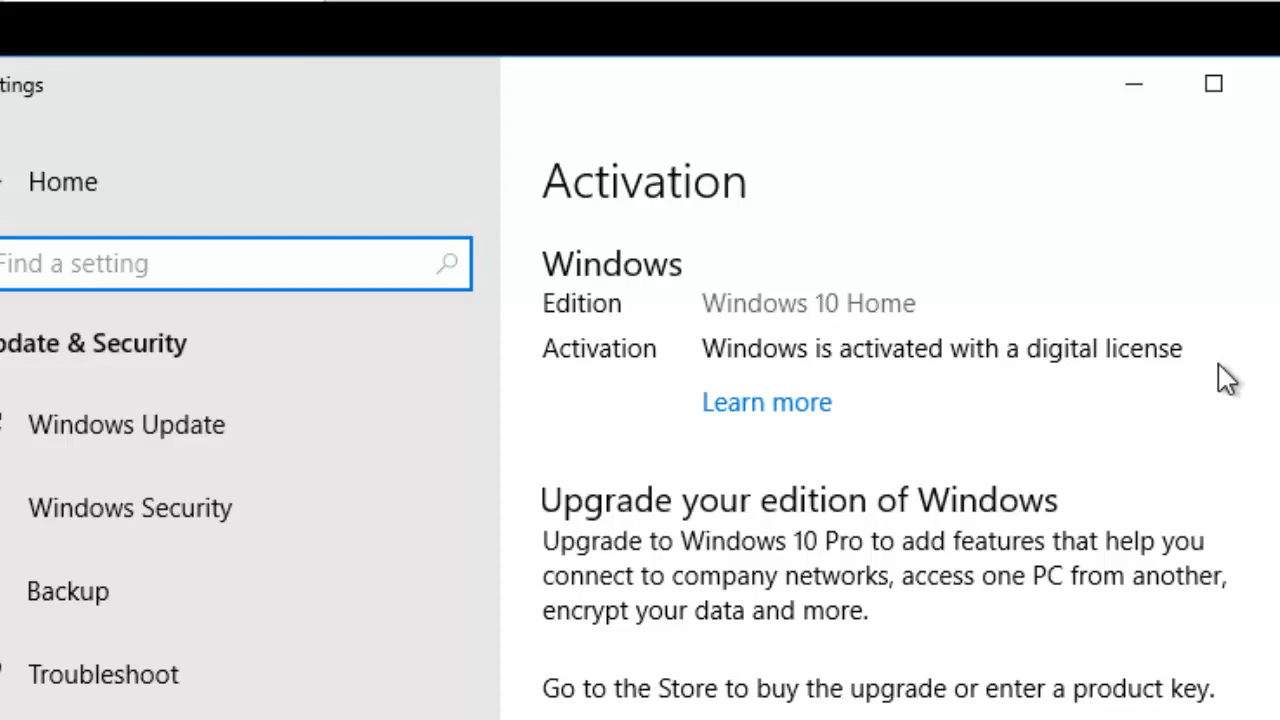 tings
Home
Find a setting
pdate & Security
Windows Update
Windows Security
Backup
Troubleshoot
Activation
Windows
Edition Windows 10 Home
Activation Windows is activated with a digital license
Learn more
Upgrade your edition of Windows
Upgrade to Windows 10 Pro to add features that help you
connect to company networks, access one PC from another,
encrypt your data and more.
Go to the Store to buy the upgrade or enter a product key.